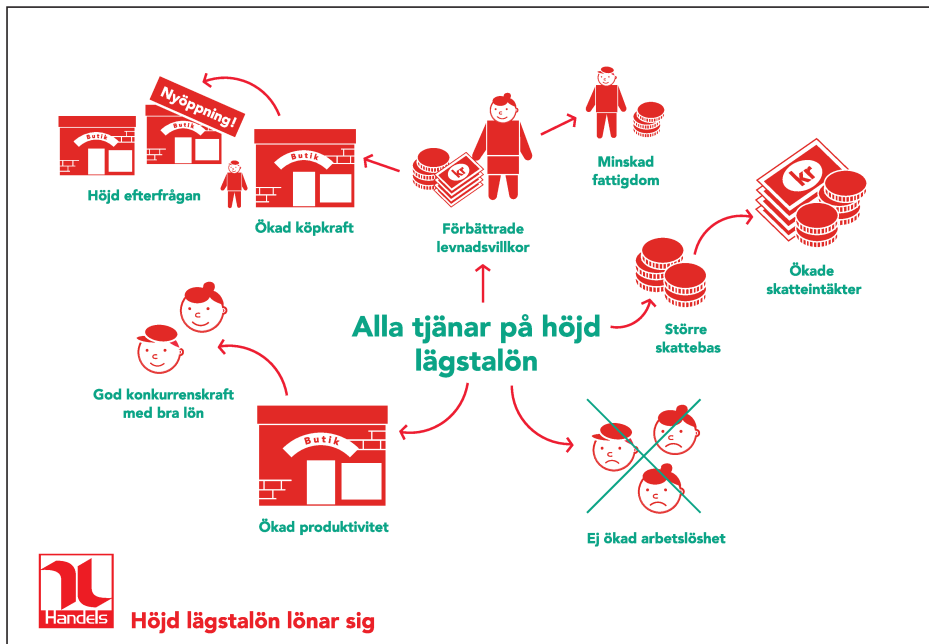 Nyöppning!
Butik
Butik
Butik
Höjd efterfrågan
Ökad köpkraft
Förbättrade
levnadsvillkor
Minskad
fattigdom
kr
Ökade
skatteintäkter
Större
skattebas
Alla tjänar på höjd
lägstalön
God konkurrenskraft
med bra lön
Butik
Ökad produktivitet
Ej ökad arbetslöshet
Handels
Höjd lägstalön lönar sig